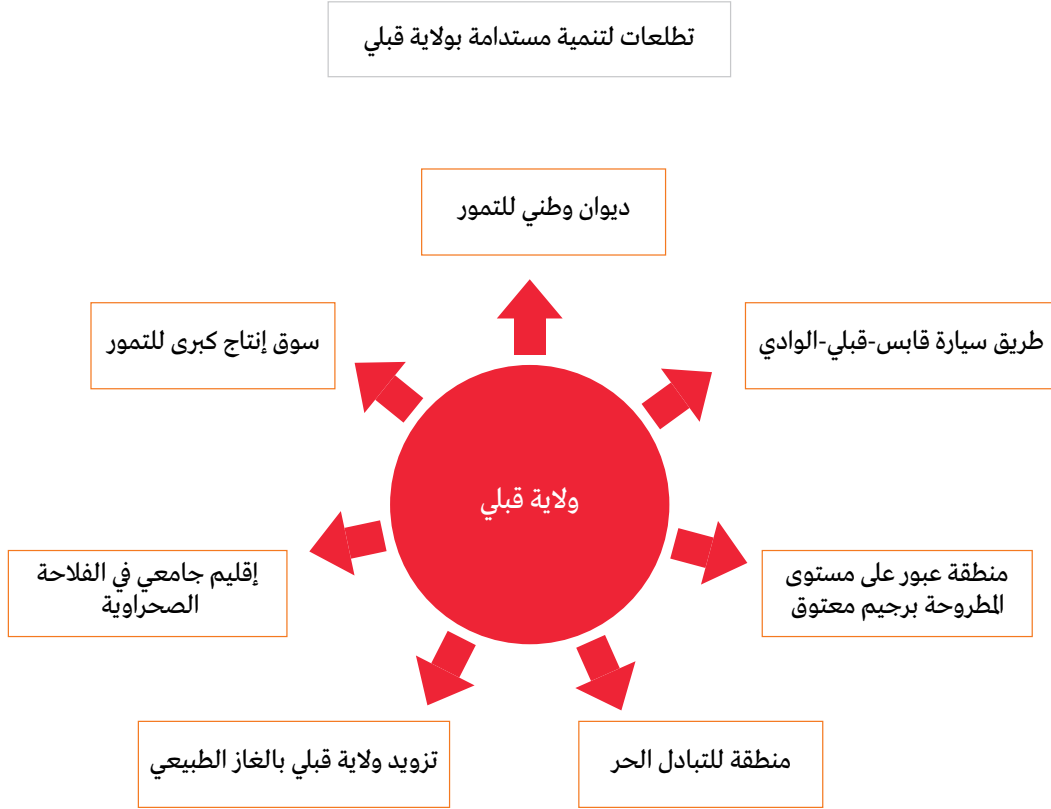 تطلعات لتنمية مستدامة بولاية قبلي
ديوان وطني للتمور
طريق سيارة قابس-قبلي-الوادي
سوق إنتاج كبرى للتمور
ولاية قبلي
منطقة عبور على مستوى
المطروحة برجيم معتوق
إقليم جامعي في الفلاحة
الصحراوية
منطقة للتبادل الحر
تزويد ولاية قبلي بالغاز الطبيعي